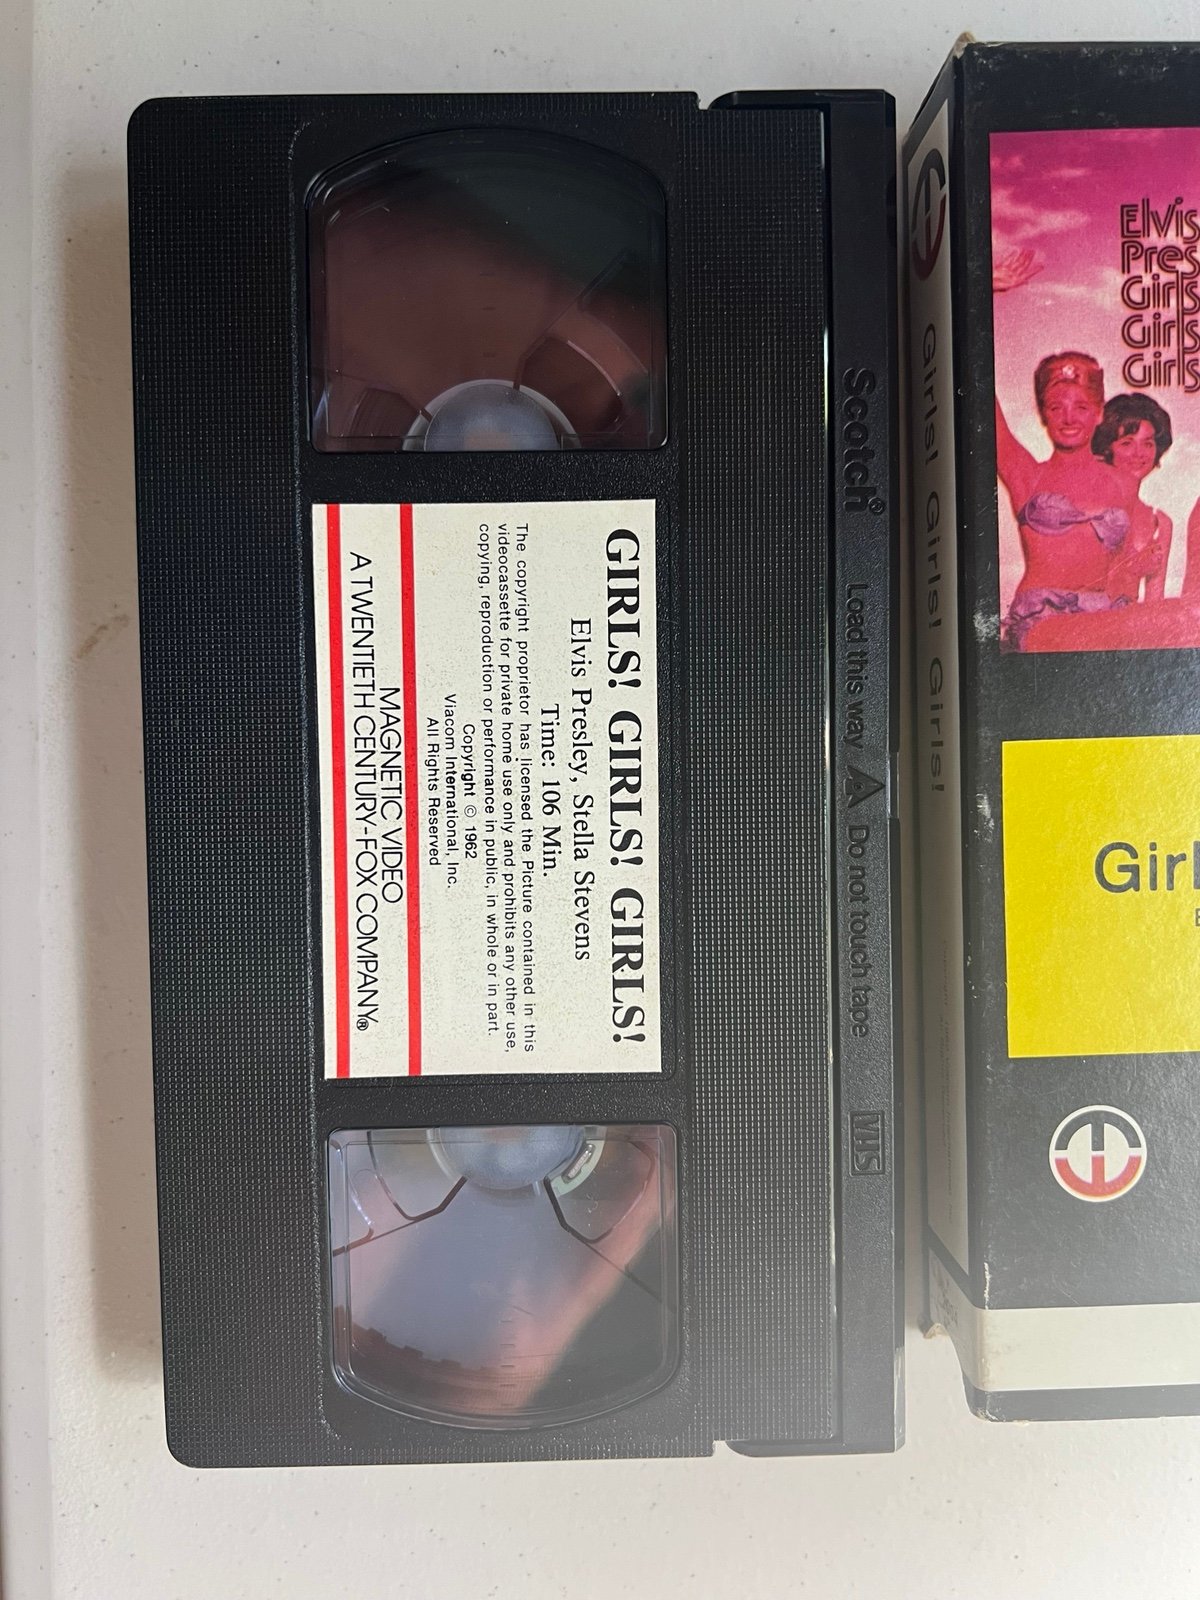 GIRLS! GIRLS! GIRLS!
Elvis Presley, Stella Stevens
Time: 106 Min.
The copyright proprietor has licensed the Picture contained in this
videocassette for private home use only and prohibits any other use,
copying, reproduction or performance in public, in whole or in part.
Copyright © 1962
Viacom International, Inc.
All Rights Reserved
MAGNETIC VIDEO
A TWENTIETH CENTURY-FOX COMPANY®
Scotch® Load this way Do not touch tape VHS
Girls! Girls! Girls!
Elvis
Pres
Girls
Girls
Girls
Girl